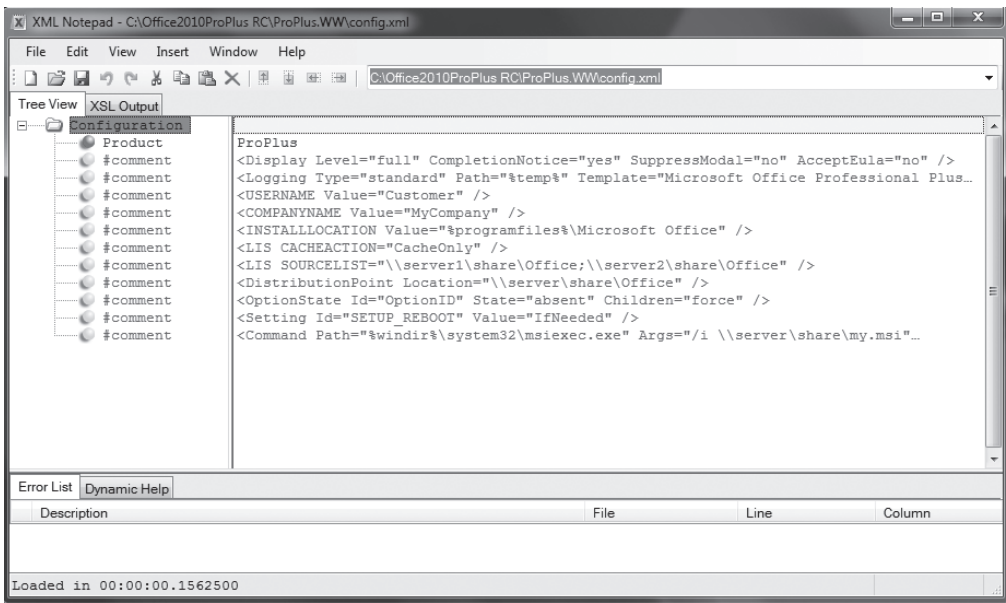 XML Notepad - C:\Office2010ProPlus RC\ProPlus.WW\config.xml
File Edit View Insert Window Help
C:\Office2010ProPlus RC\ProPlus.WW\config.xml
Tree View XSL Output
Configuration
Product ProPlus
#comment <Display Level="full" CompletionNotice="yes" SuppressModal="no" AcceptEula="no" />
#comment <Logging Type="standard" Path="%temp%" Template="Microsoft Office Professional Plus…
#comment <USERNAME Value="Customer" />
#comment <COMPANYNAME Value="MyCompany" />
#comment <INSTALLLOCATION Value="%programfiles%\Microsoft Office" />
#comment <LIS CACHEACTION="CacheOnly" />
#comment <LIS SOURCELIST="\\server1\share\Office;\\server2\share\Office" />
#comment <DistributionPoint Location="\\server\share\Office" />
#comment <OptionState Id="OptionID" State="absent" Children="force" />
#comment <Setting Id="SETUP_REBOOT" Value="IfNeeded" />
#comment <Command Path="%windir%\system32\msiexec.exe" Args="/i \\server\share\my.msi"…
Error List Dynamic Help
Description File Line Column
Loaded in 00:00:00.1562500